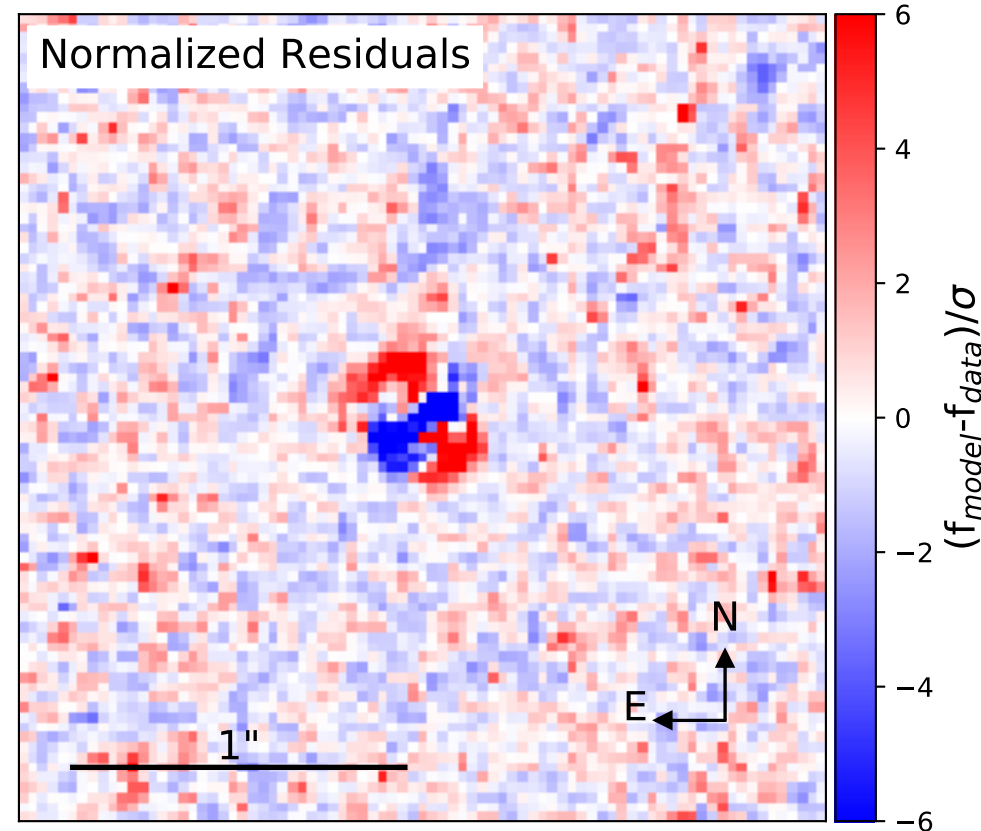 Normalized Residuals
6
4
2
0
−2
−4
−6
(f_model-f_data)/σ
N
E
1"